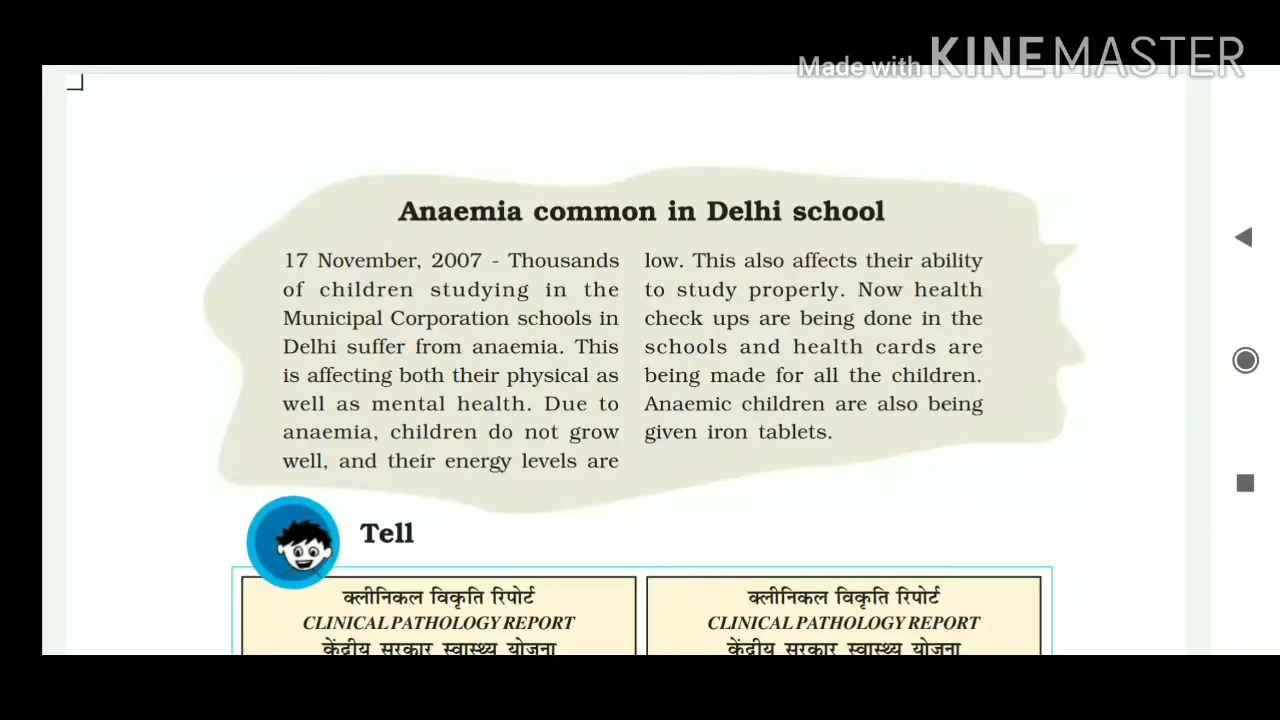 Made with KINEMASTER
Anaemia common in Delhi school
17 November, 2007 - Thousands
of children studying in the
Municipal Corporation schools in
Delhi suffer from anaemia. This
is affecting both their physical as
well as mental health. Due to
anaemia, children do not grow
well, and their energy levels are
low. This also affects their ability
to study properly. Now health
check ups are being done in the
schools and health cards are
being made for all the children.
Anaemic children are also being
given iron tablets.
Tell
क्लीनिकल विकृति रिपोर्ट
CLINICAL PATHOLOGY REPORT
केंद्रीय सरकार स्वास्थ्य योजना
क्लीनिकल विकृति रिपोर्ट
CLINICAL PATHOLOGY REPORT
केंद्रीय सरकार स्वास्थ्य योजना